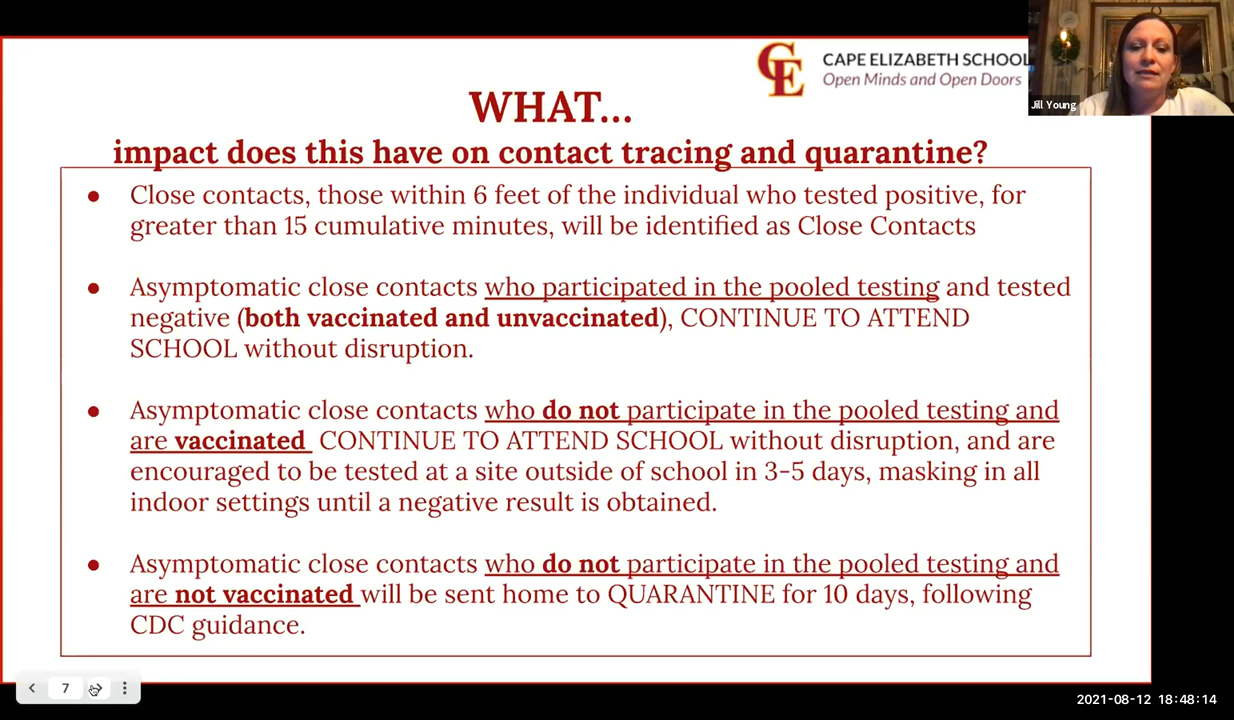 CAPE ELIZABETH SCHOOL
Open Minds and Open Doors
Jill Young
WHAT...
impact does this have on contact tracing and quarantine?
● Close contacts, those within 6 feet of the individual who tested positive, for
greater than 15 cumulative minutes, will be identified as Close Contacts
● Asymptomatic close contacts who participated in the pooled testing and tested
negative (both vaccinated and unvaccinated), CONTINUE TO ATTEND
SCHOOL without disruption.
● Asymptomatic close contacts who do not participate in the pooled testing and
are vaccinated CONTINUE TO ATTEND SCHOOL without disruption, and are
encouraged to be tested at a site outside of school in 3-5 days, masking in all
indoor settings until a negative result is obtained.
● Asymptomatic close contacts who do not participate in the pooled testing and
are not vaccinated will be sent home to QUARANTINE for 10 days, following
CDC guidance.
7
2021-08-12 18:48:14